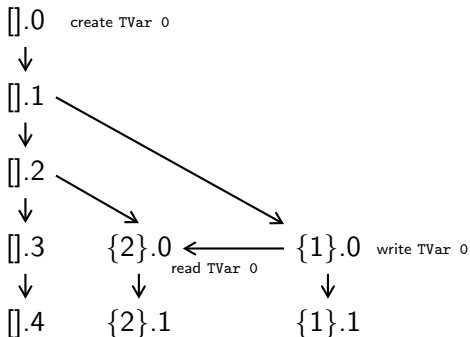 [].0 create TVar 0
[].1
[].2
[].3 {2}.0 {1}.0 write TVar 0
read TVar 0
[].4 {2}.1 {1}.1